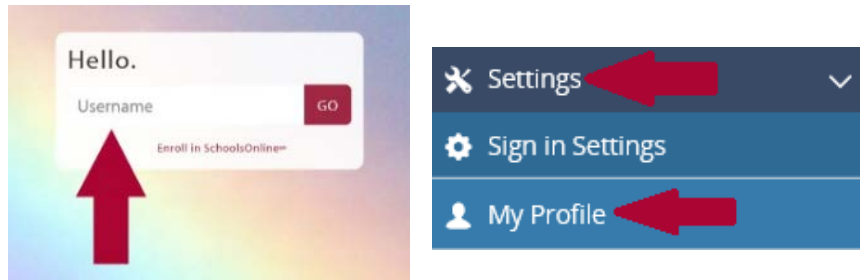 Hello.
Username
GO
Enroll in SchoolsOnline
Settings
Sign in Settings
My Profile